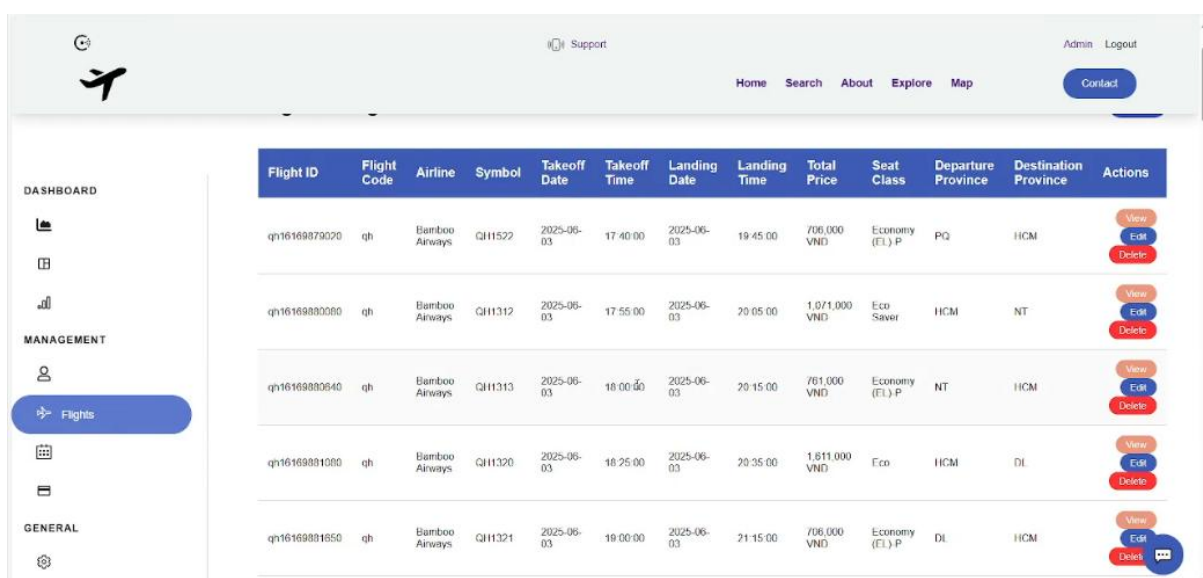 Support
Admin Logout
Home Search About Explore Map
Contact
DASHBOARD
MANAGEMENT
Flights
GENERAL
Flight ID Flight Code Airline Symbol Takeoff Date Takeoff Time Landing Date Landing Time Total Price Seat Class Departure Province Destination Province Actions
qh16169879020 qh Bamboo Airways QH1522 2025-06-03 17:40:00 2025-06-03 19:45:00 706,000 VND Economy (EL)-P PQ HCM View Edit Delete
qh16169880080 qh Bamboo Airways QH1312 2025-06-03 17:55:00 2025-06-03 20:05:00 1,071,000 VND Eco Saver HCM NT View Edit Delete
qh16169880640 qh Bamboo Airways QH1313 2025-06-03 18:00:00 2025-06-03 20:15:00 761,000 VND Economy (EL)-P NT HCM View Edit Delete
qh16169881080 qh Bamboo Airways QH1320 2025-06-03 18:25:00 2025-06-03 20:35:00 1,611,000 VND Eco HCM DL View Edit Delete
qh16169881650 qh Bamboo Airways QH1321 2025-06-03 19:00:00 2025-06-03 21:15:00 706,000 VND Economy (EL)-P DL HCM View Edit Delete